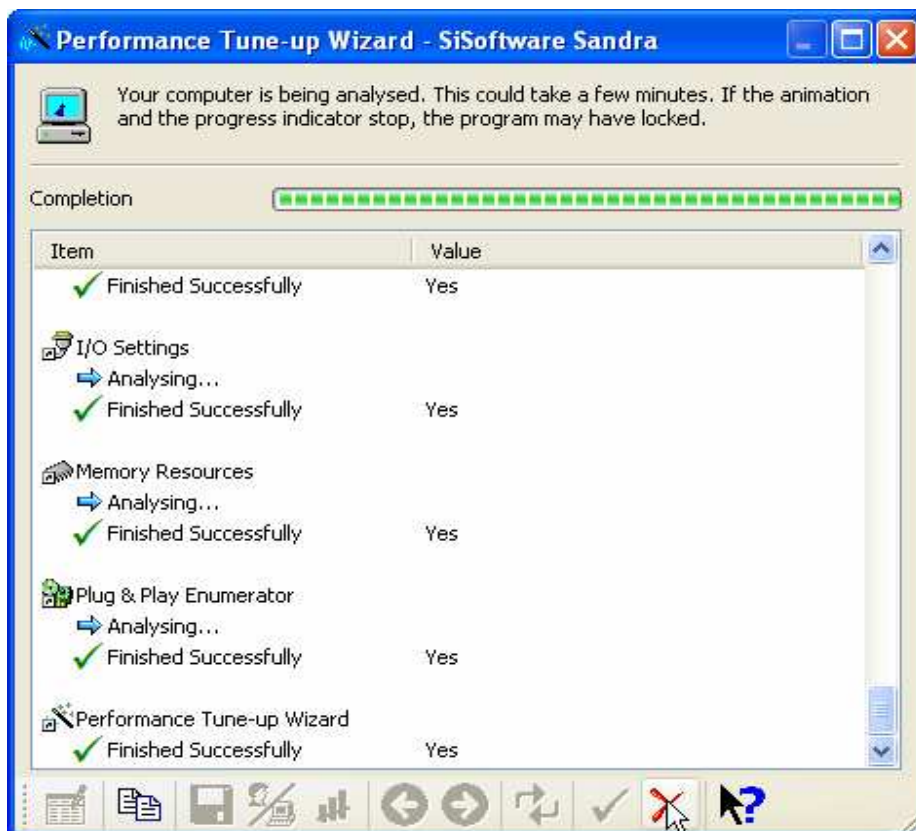 Performance Tune-up Wizard - SiSoftware Sandra
Your computer is being analysed. This could take a few minutes. If the animation
and the progress indicator stop, the program may have locked.
Completion
Item Value
Finished Successfully Yes
I/O Settings
Analysing...
Finished Successfully Yes
Memory Resources
Analysing...
Finished Successfully Yes
Plug & Play Enumerator
Analysing...
Finished Successfully Yes
Performance Tune-up Wizard
Finished Successfully Yes